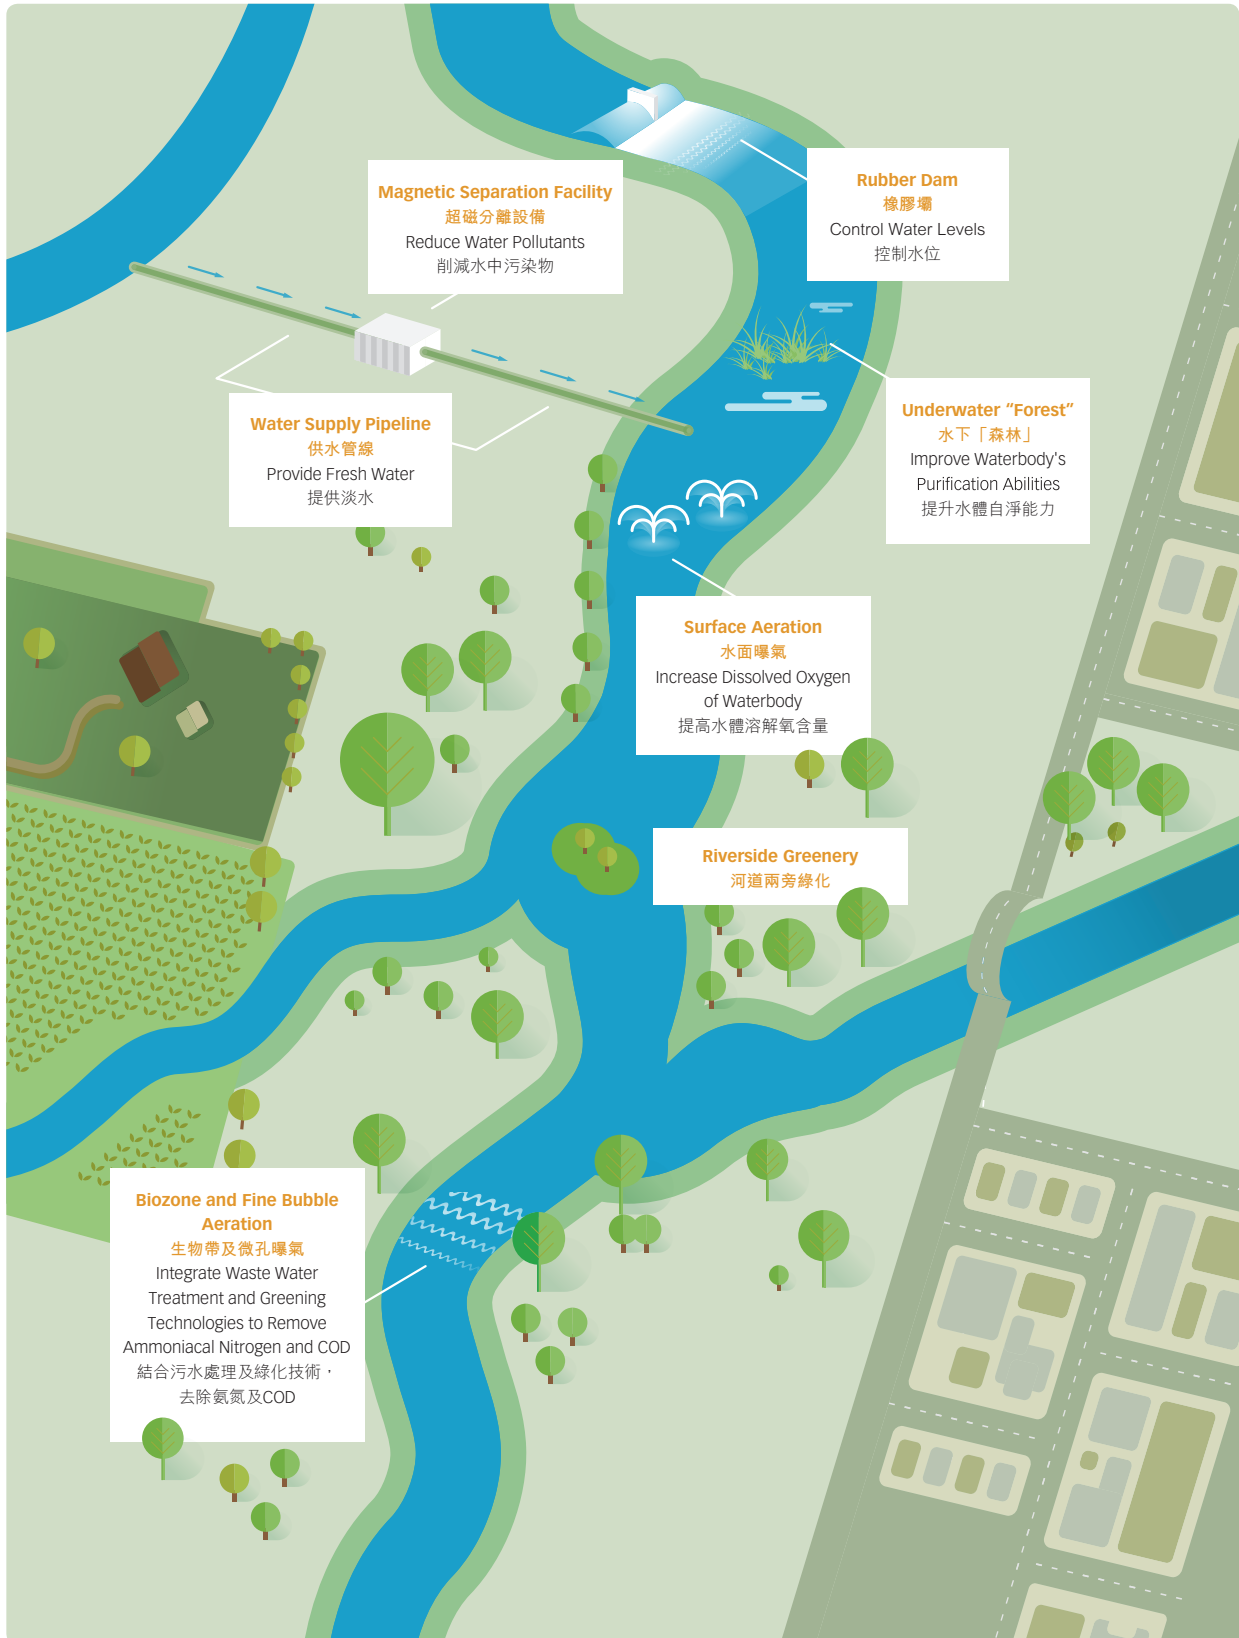 Magnetic Separation Facility
超磁分離設備
Reduce Water Pollutants
削減水中污染物
Rubber Dam
橡膠壩
Control Water Levels
控制水位
Water Supply Pipeline
供水管線
Provide Fresh Water
提供淡水
Underwater “Forest”
水下「森林」
Improve Waterbody's
Purification Abilities
提升水體自淨能力
Surface Aeration
水面曝氣
Increase Dissolved Oxygen
of Waterbody
提高水體溶解氧含量
Riverside Greenery
河道兩旁綠化
Biozone and Fine Bubble
Aeration
生物帶及微孔曝氣
Integrate Waste Water
Treatment and Greening
Technologies to Remove
Ammoniacal Nitrogen and COD
結合污水處理及綠化技術，
去除氨氮及COD